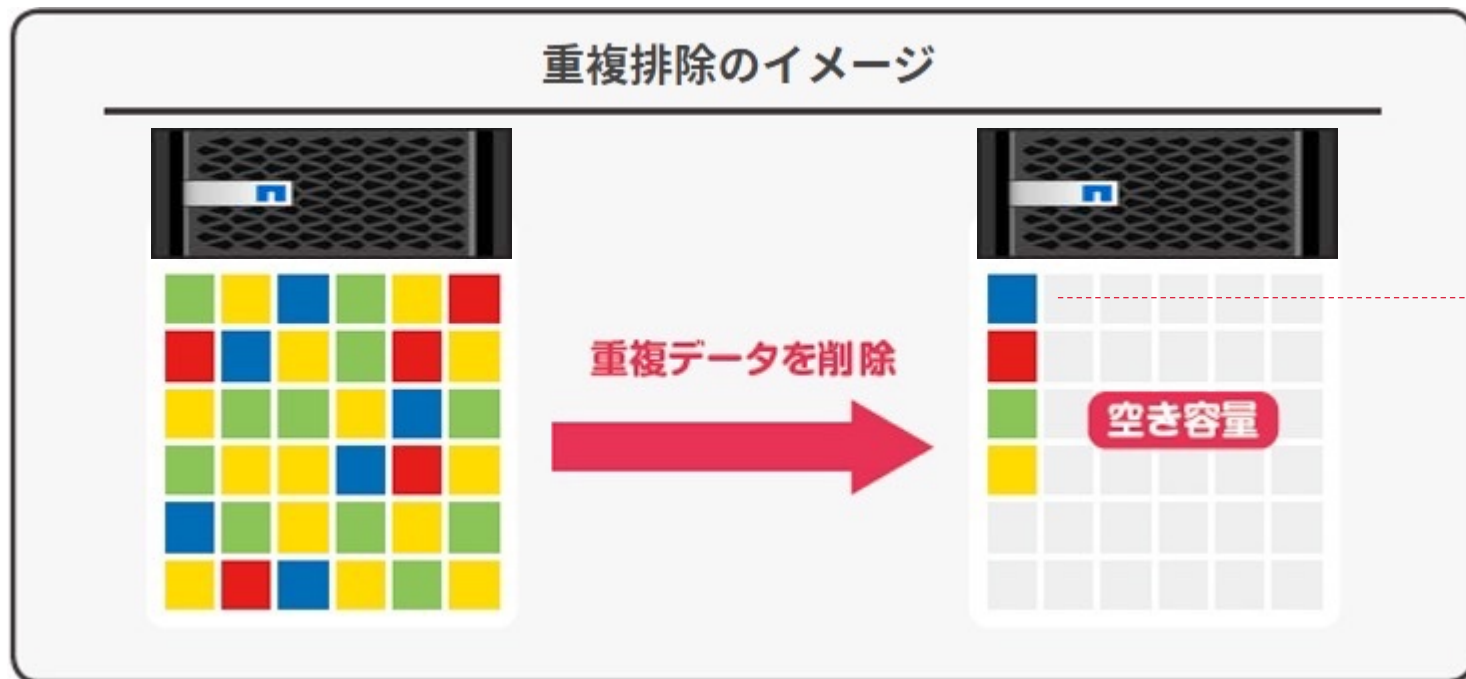 重複排除のイメージ
重複データを削除
空き容量